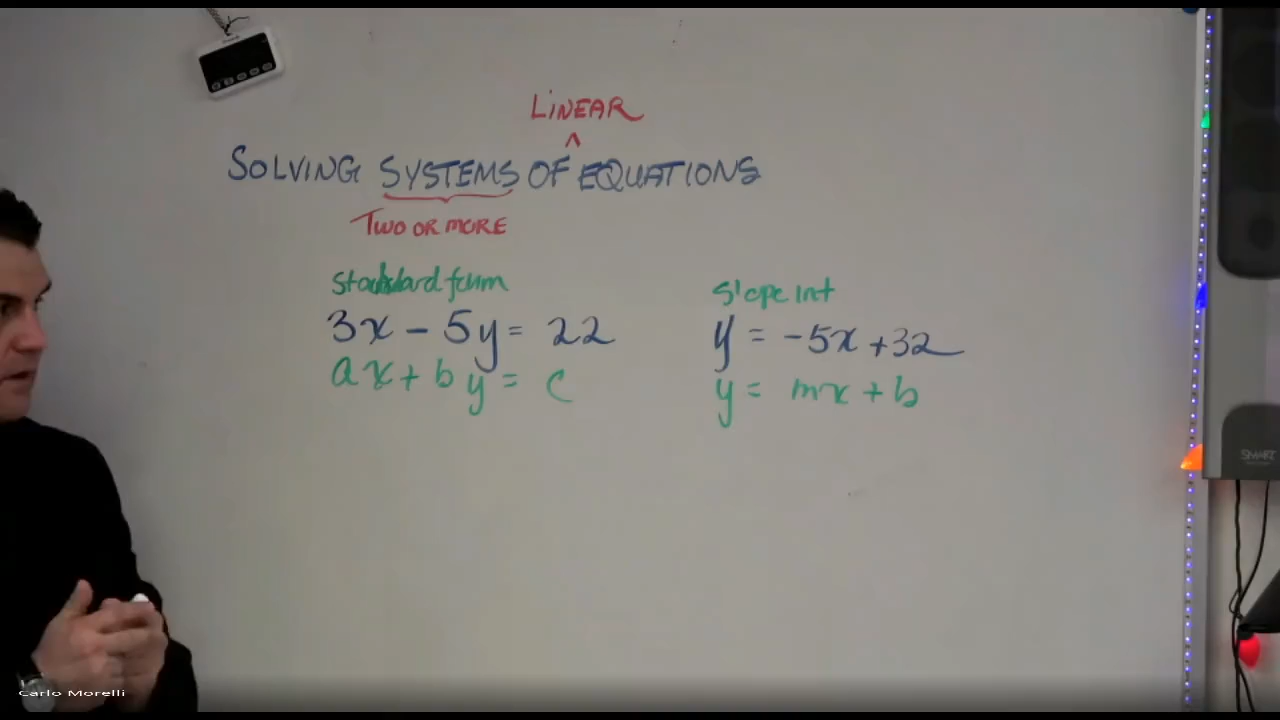 LINEAR
^
SOLVING SYSTEMS OF EQUATIONS
TWO OR MORE
standard form
slope int
3x - 5y = 22
y = -5x + 32
ax + by = c
y = mx + b
SMART
Carlo Morelli